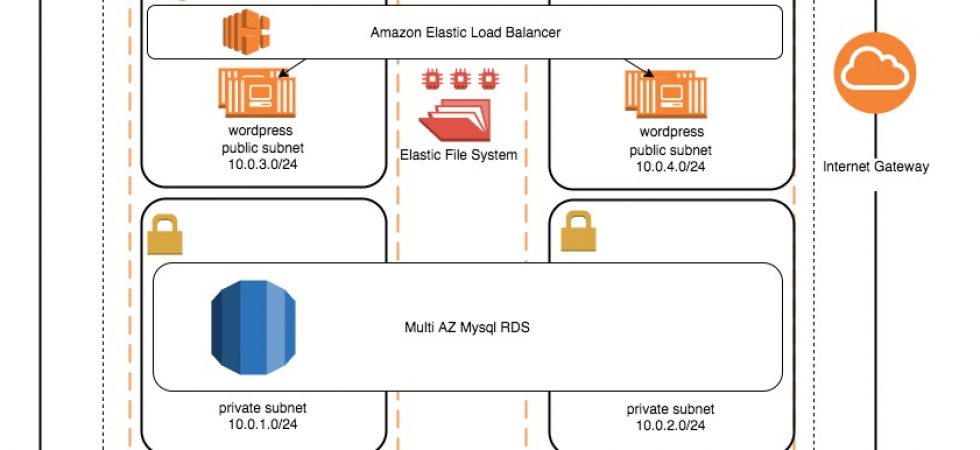 Amazon Elastic Load Balancer
wordpress
public subnet
10.0.3.0/24
Elastic File System
wordpress
public subnet
10.0.4.0/24
Internet Gateway
Multi AZ Mysql RDS
private subnet
10.0.1.0/24
private subnet
10.0.2.0/24